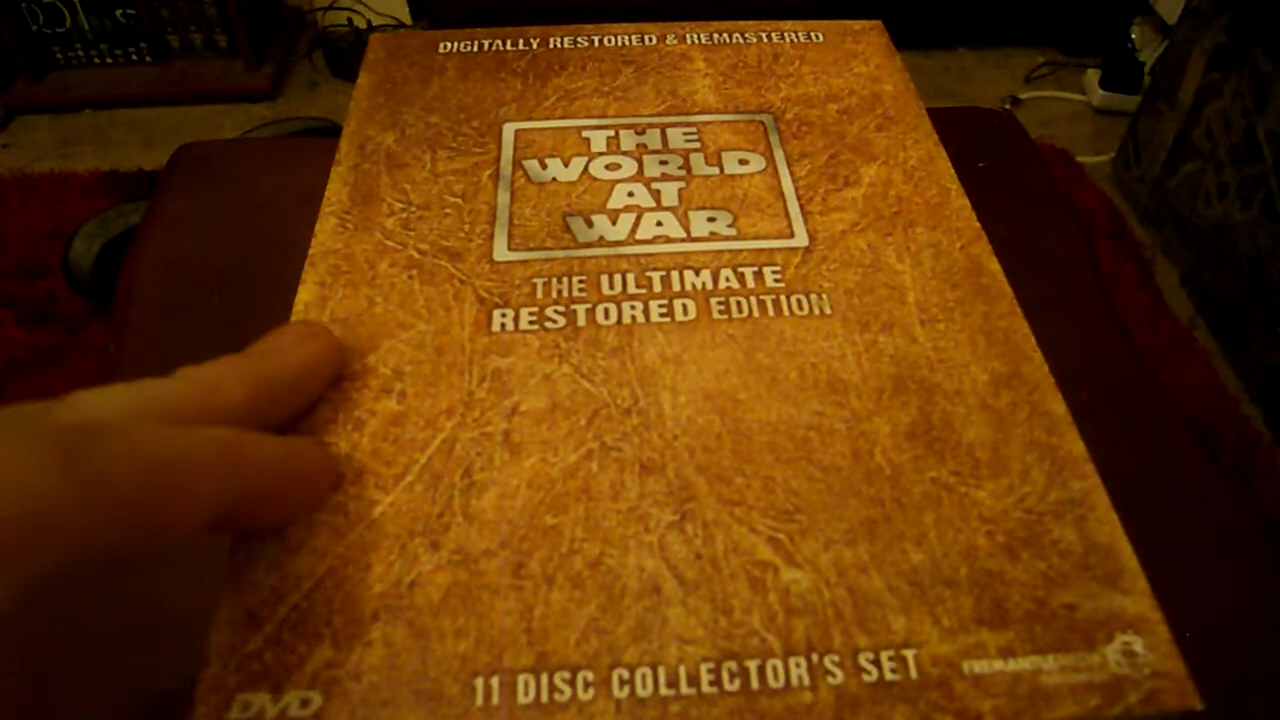 DIGITALLY RESTORED & REMASTERED
THE
WORLD
AT
WAR
THE ULTIMATE
RESTORED EDITION
11 DISC COLLECTOR'S SET
DVD